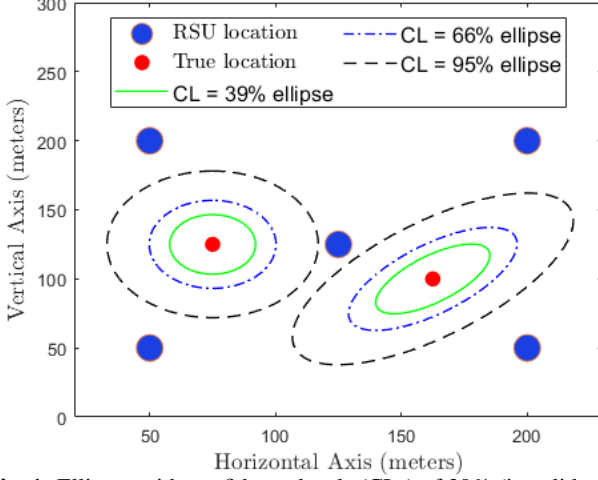 300
250
200
150
100
50
0
Vertical Axis (meters)
RSU location
True location
CL = 39% ellipse
CL = 66% ellipse
CL = 95% ellipse
50 100 150 200
Horizontal Axis (meters)